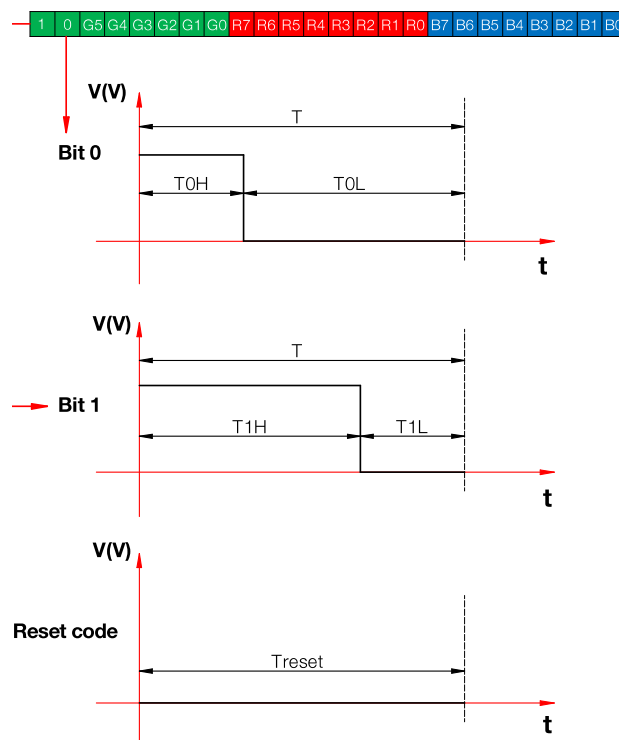 1 0 G5 G4 G3 G2 G1 G0 R7 R6 R5 R4 R3 R2 R1 R0 B7 B6 B5 B4 B3 B2 B1 B0
V(V)
T
Bit 0
T0H T0L
t
V(V)
T
Bit 1
T1H T1L
t
V(V)
Reset code
Treset
t